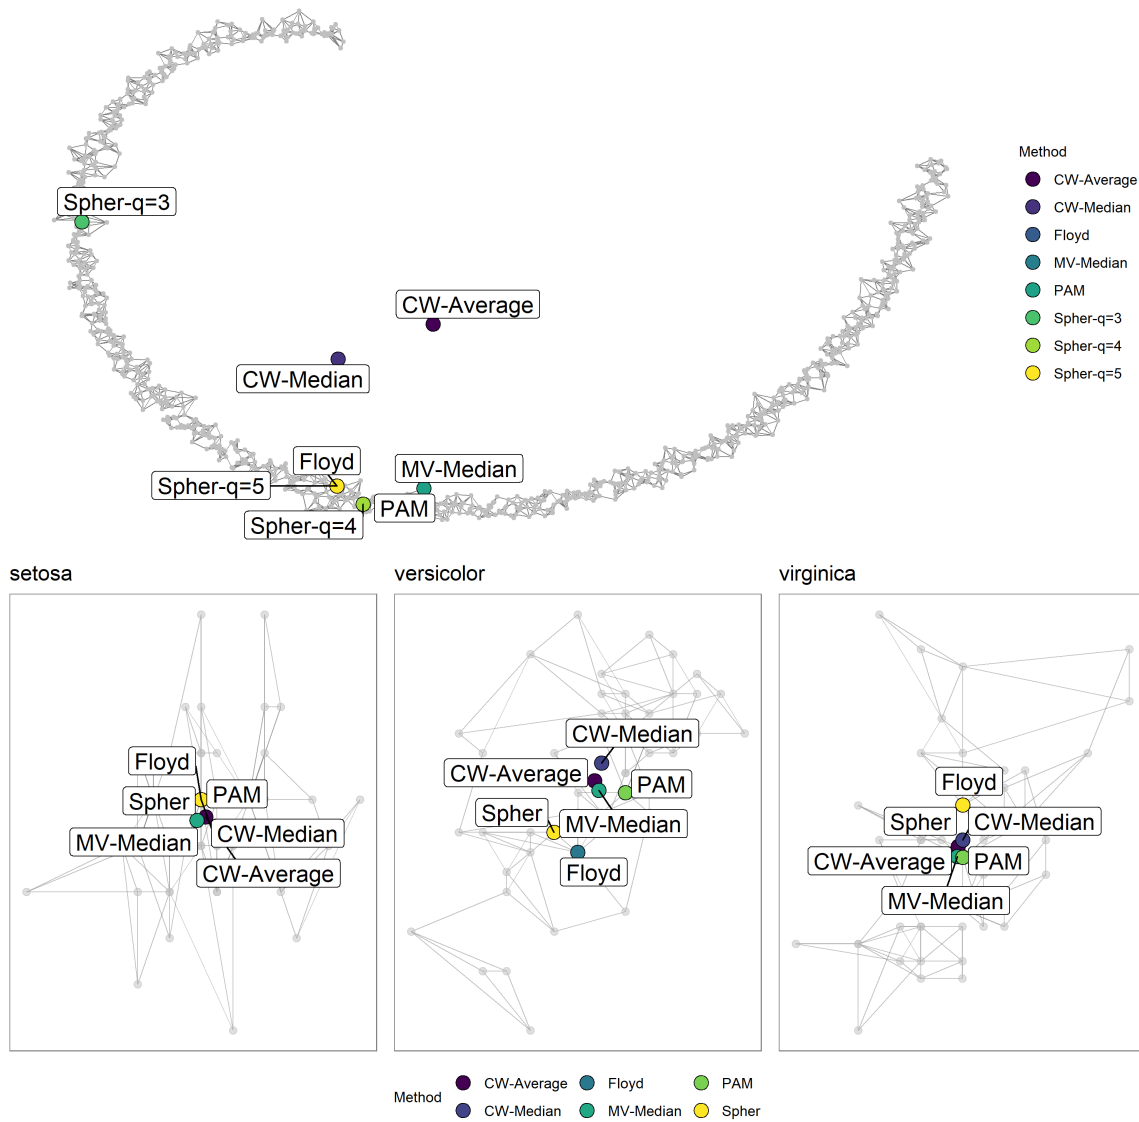 Spher-q=3
CW-Average
CW-Median
Floyd
MV-Median
Spher-q=5
PAM
Spher-q=4
Method
CW-Average
CW-Median
Floyd
MV-Median
PAM
Spher-q=3
Spher-q=4
Spher-q=5
setosa
Floyd
PAM
Spher
CW-Median
MV-Median
CW-Average
versicolor
CW-Median
CW-Average
PAM
Spher
MV-Median
Floyd
virginica
Floyd
Spher
CW-Median
CW-Average
PAM
MV-Median
Method
CW-Average
Floyd
PAM
CW-Median
MV-Median
Spher